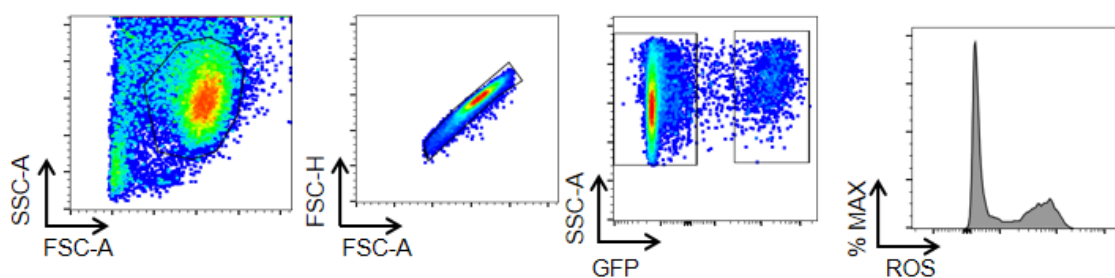 SSC-A
FSC-A
FSC-H
FSC-A
SSC-A
GFP
% MAX
ROS